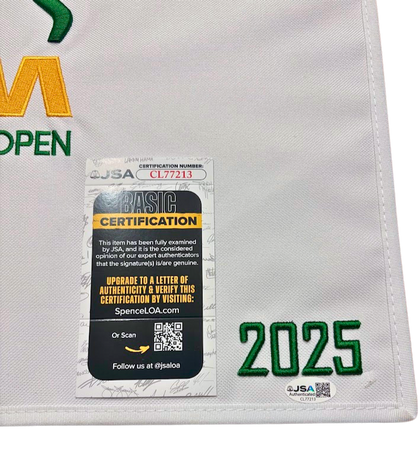 M
OPEN
CERTIFICATION NUMBER:
JSA CL77213
BASIC
CERTIFICATION
This item has been fully examined
by JSA, and it is the considered
opinion of our expert authenticators
that the signature(s) is/are genuine.
UPGRADE TO A LETTER OF
AUTHENTICITY & VERIFY THIS
CERTIFICATION BY VISITING:
SpenceLOA.com
Or Scan
Follow us at @jsaloa
2025
JSA
Authenticated
CL77213